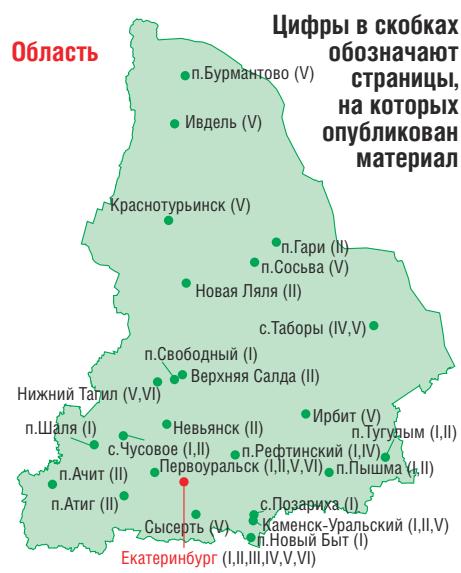 Область
Цифры в скобках
обозначают
страницы,
на которых
опубликован
материал
п.Бурмантово (V)
Ивдель (V)
Краснотурьинск (V)
п.Гари (II)
п.Сосьва (V)
Новая Ляля (II)
с.Таборы (IV,V)
п.Свободный (I)
Верхняя Салда (II)
Нижний Тагил (V,VI)
Ирбит (V)
п.Шаля (I)
Невьянск (II)
п.Тугулым (I,II)
с.Чусовое (I,II)
п.Рефтинский (I,IV)
Первоуральск (I,II,V,VI)
п.Пышма (I,II)
п.Ачит (II)
п.Атиг (II)
с.Позариха (I)
Сысерть (V)
Каменск-Уральский (I,II,V)
п.Новый Быт (I)
Екатеринбург (I,II,III,IV,V,VI)